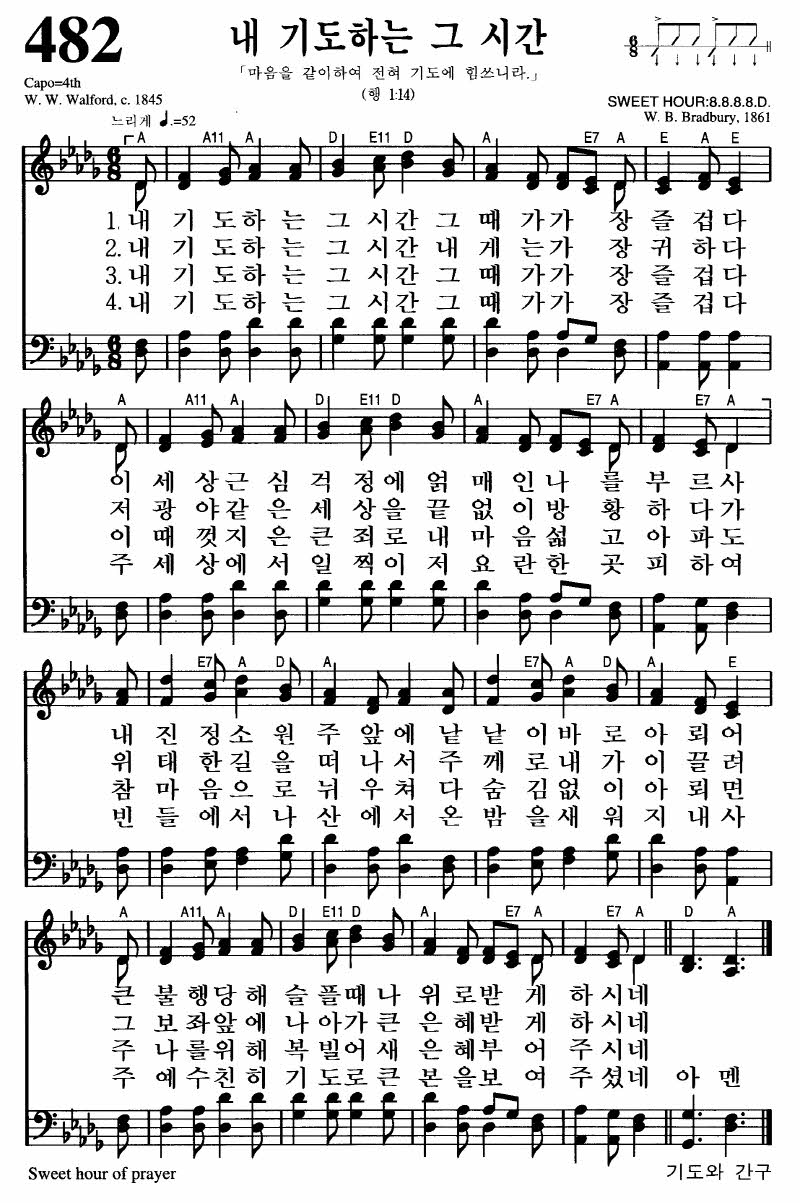 482
내 기도하는 그 시간
「마음을 같이하여 전혀 기도에 힘쓰니라.」
(행 1:14)
Capo=4th
W. W. Walford, c. 1845
SWEET HOUR:8.8.8.8.D.
W. B. Bradbury, 1861
느리게 ♩.=52
6/8
A A11 A D E11 D A E7 A E A E
1. 내 기 도 하 는 그 시 간 그 때 가 가 장 즐 겁 다
2. 내 기 도 하 는 그 시 간 내 게 는 가 장 귀 하 다
3. 내 기 도 하 는 그 시 간 그 때 가 가 장 즐 겁 다
4. 내 기 도 하 는 그 시 간 그 때 가 가 장 즐 겁 다
A A11 A D E11 D A E7 A E7 A
이 세 상 근 심 걱 정 에 얽 매 인 나 를 부 르 사
저 광 야 같 은 세 상 을 끝 없 이 방 황 하 다 가
이 때 껏 지 은 큰 죄 로 내 마 음 섧 고 아 파 도
주 세 상 에 서 일 찍 이 저 요 란 한 곳 피 하 여
E7 A D A E7 A D A E
내 진 정 소 원 주 앞 에 낱 낱 이 바 로 아 뢰 어
위 태 한 길 을 떠 나 서 주 께 로 내 가 이 끌 려
참 마 음 으 로 뉘 우 쳐 다 숨 김 없 이 아 뢰 면
빈 들 에 서 나 산 에 서 온 밤 을 새 워 지 내 사
A A11 A D E11 D A E7 A E7 A D A
큰 불 행 당 해 슬 플 때 나 위 로 받 게 하 시 네
그 보 좌 앞 에 나 아 가 큰 은 혜 받 게 하 시 네
주 나 를 위 해 복 빌 어 새 은 혜 부 어 주 시 네
주 예 수 친 히 기 도 로 큰 본 을 보 여 주 셨 네 아 멘
Sweet hour of prayer
기도와 간구